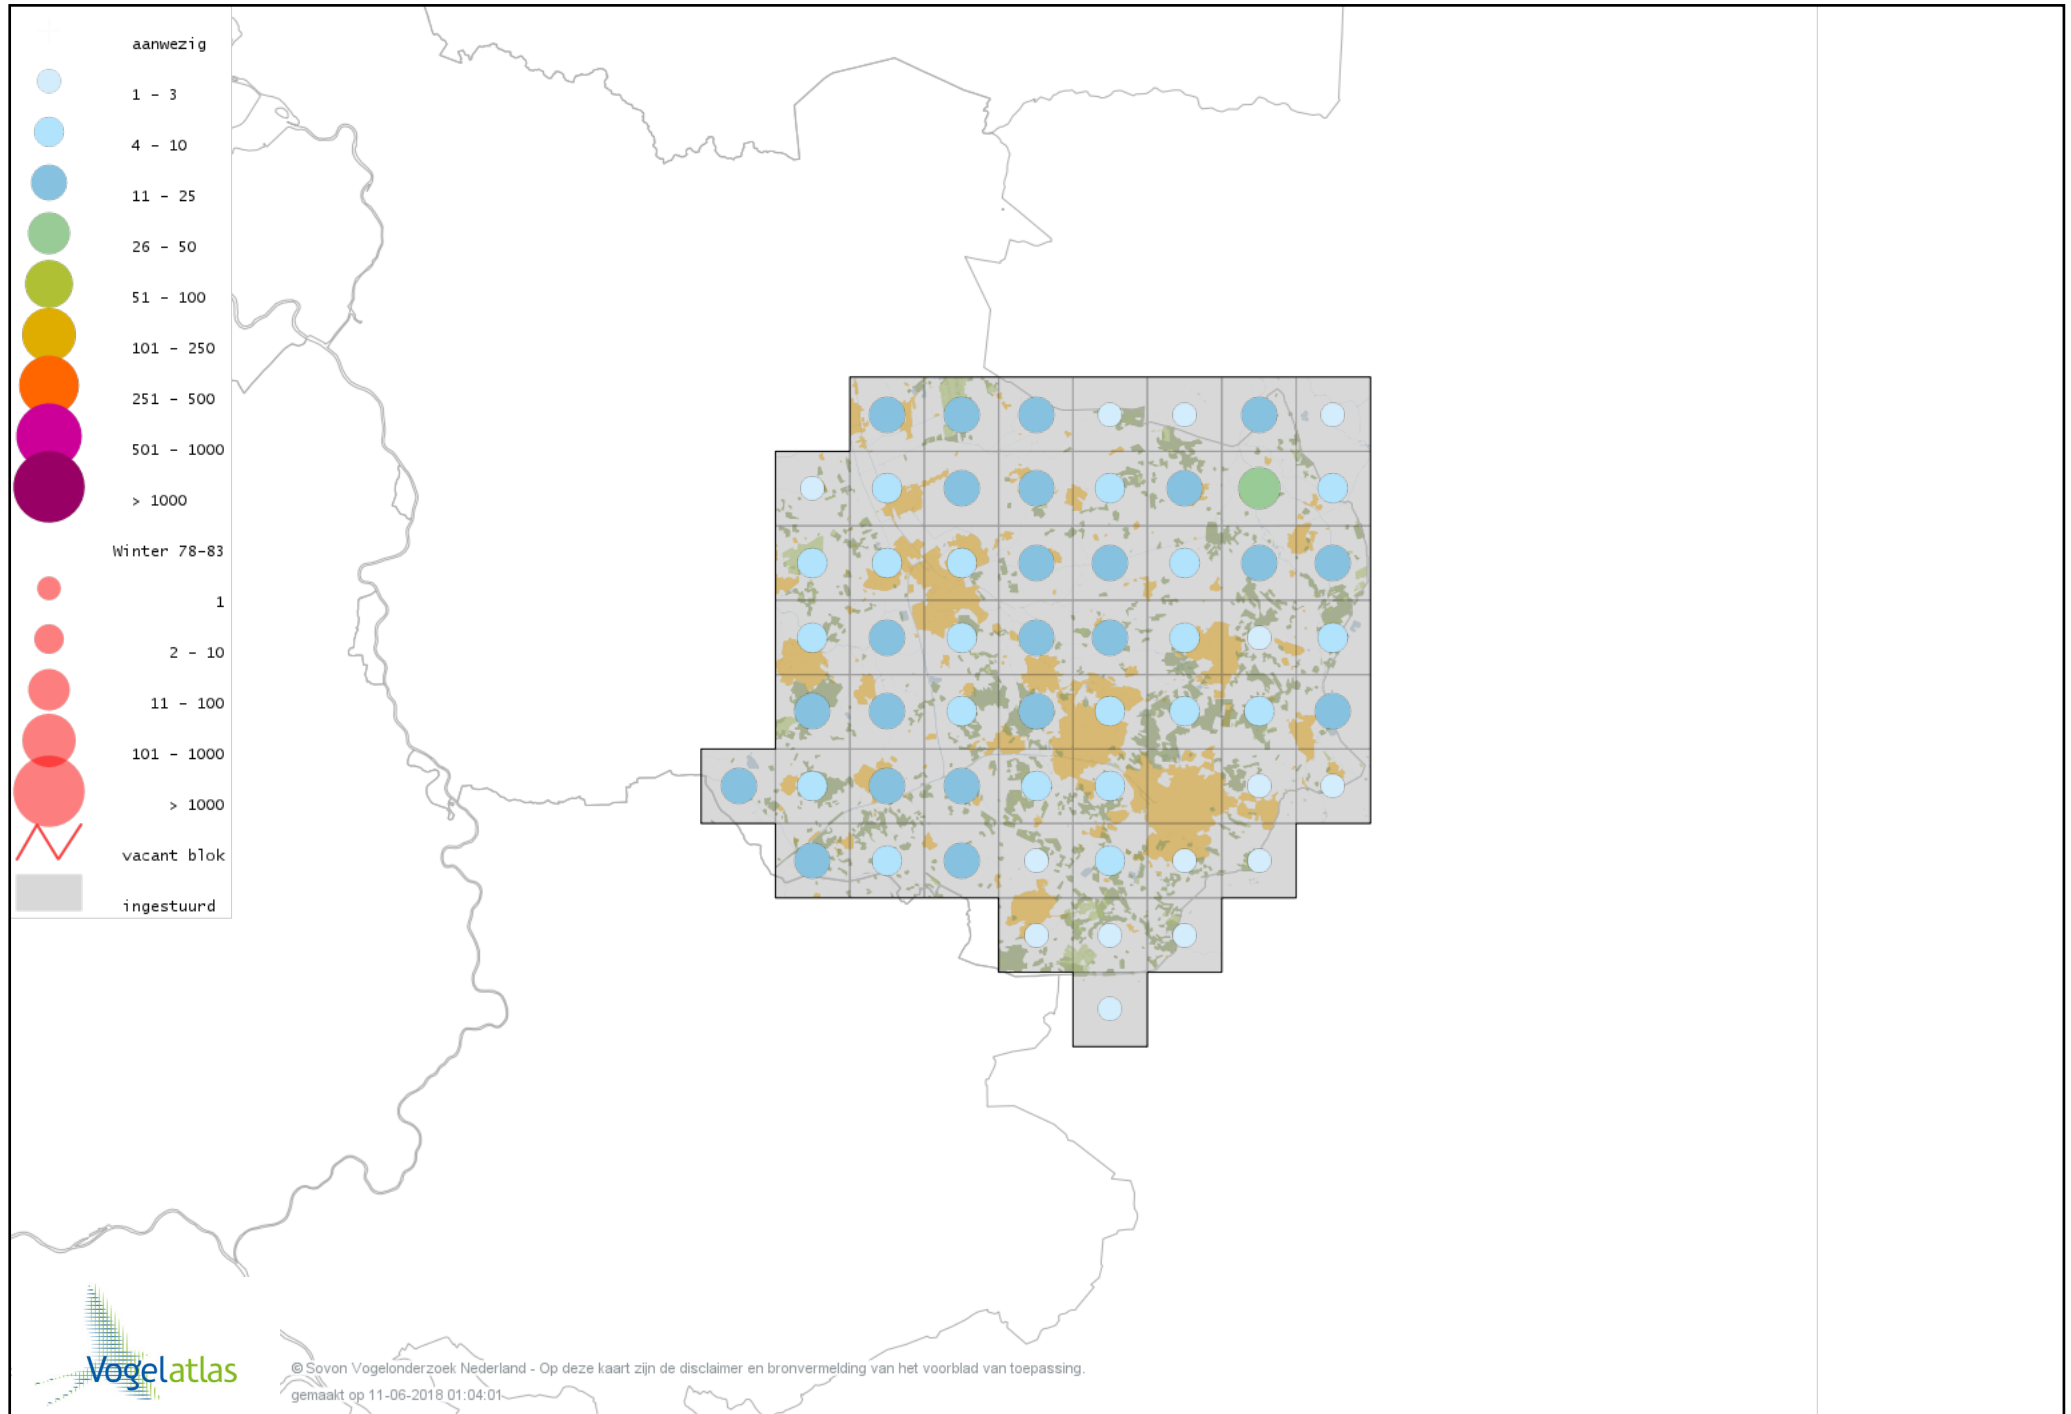 aanwezig
1 - 3
4 - 10
11 - 25
26 - 50
51 - 100
101 - 250
251 - 500
501 - 1000
> 1000
Winter 78-83
1
2 - 10
11 - 100
101 - 1000
> 1000
vacant blok
ingestuurd
Vogelatlas
© Sovon Vogelonderzoek Nederland - Op deze kaart zijn de disclaimer en bronvermelding van het voorblad van toepassing.
gemaakt op 11-06-2018 01:04:01